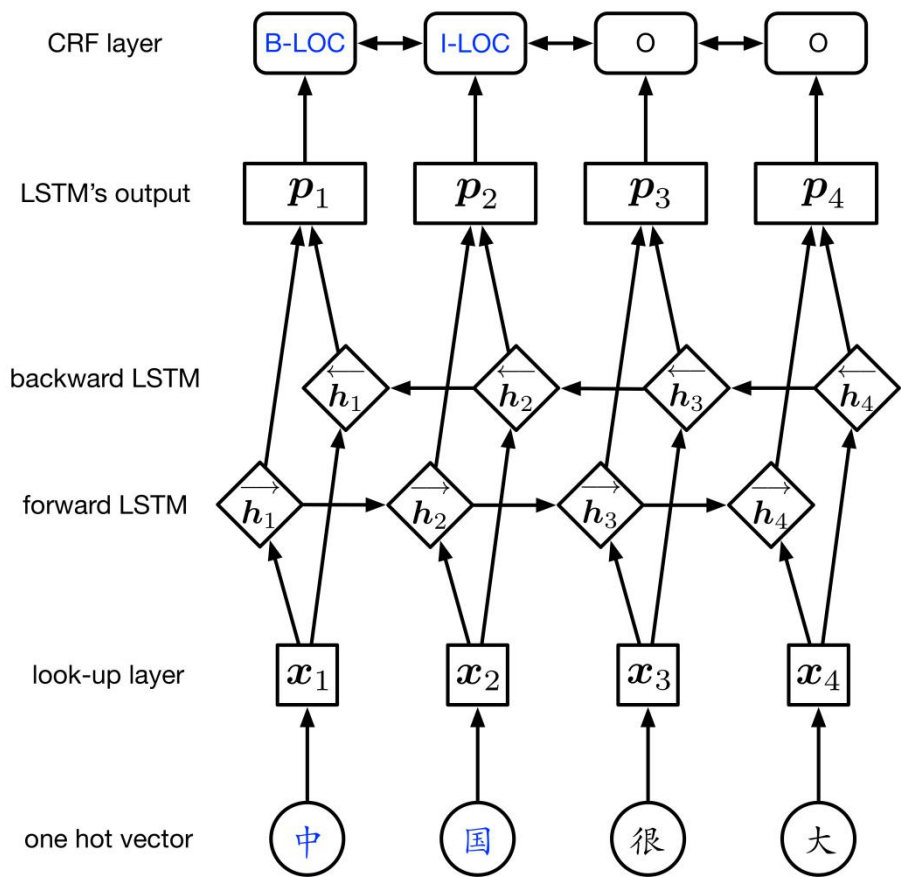 CRF layer B-LOC I-LOC O O
LSTM's output p1 p2 p3 p4
backward LSTM h1 h2 h3 h4
forward LSTM h1 h2 h3 h4
look-up layer x1 x2 x3 x4
one hot vector 中 国 很 大